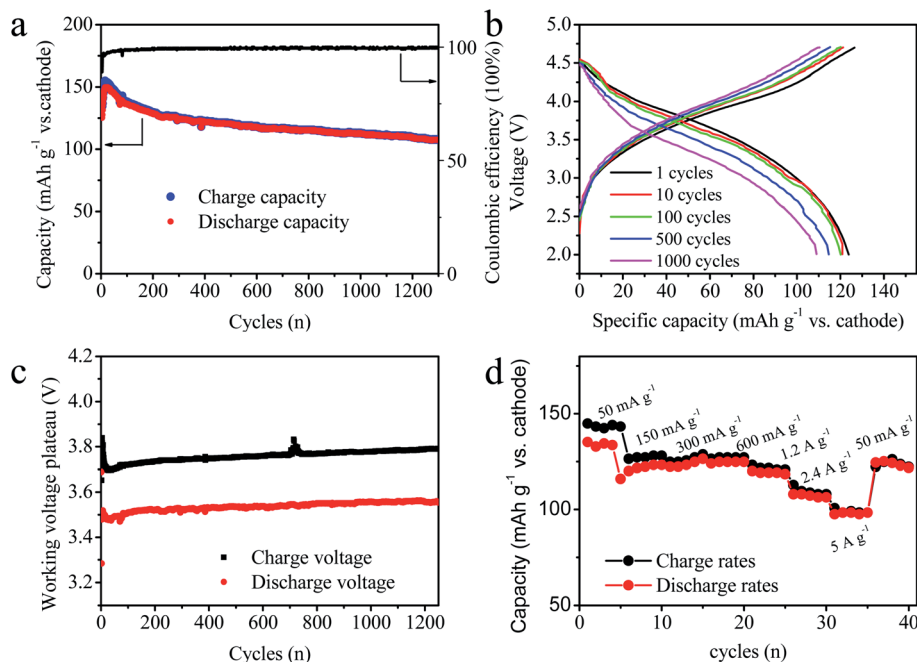 a
200
150
100
50
0
Capacity (mAh g⁻¹ vs.cathode)
Charge capacity
Discharge capacity
100
50
0
Coulombic efficiency (100%)
0 200 400 600 800 1000 1200
Cycles (n)
b
5.0
4.5
4.0
3.5
3.0
2.5
2.0
1.5
Voltage (V)
1 cycles
10 cycles
100 cycles
500 cycles
1000 cycles
0 20 40 60 80 100 120 140
Specific capacity (mAh g⁻¹ vs. cathode)
c
4.2
4.0
3.8
3.6
3.4
3.2
Working voltage plateau (V)
Charge voltage
Discharge voltage
0 200 400 600 800 1000 1200
Cycles (n)
d
200
150
100
50
Capacity (mAh g⁻¹ vs. cathode)
50 mA g⁻¹
150 mA g⁻¹
300 mA g⁻¹
600 mA g⁻¹
1.2 A g⁻¹
2.4 A g⁻¹
5 A g⁻¹
50 mA g⁻¹
Charge rates
Discharge rates
0 10 20 30 40
cycles (n)